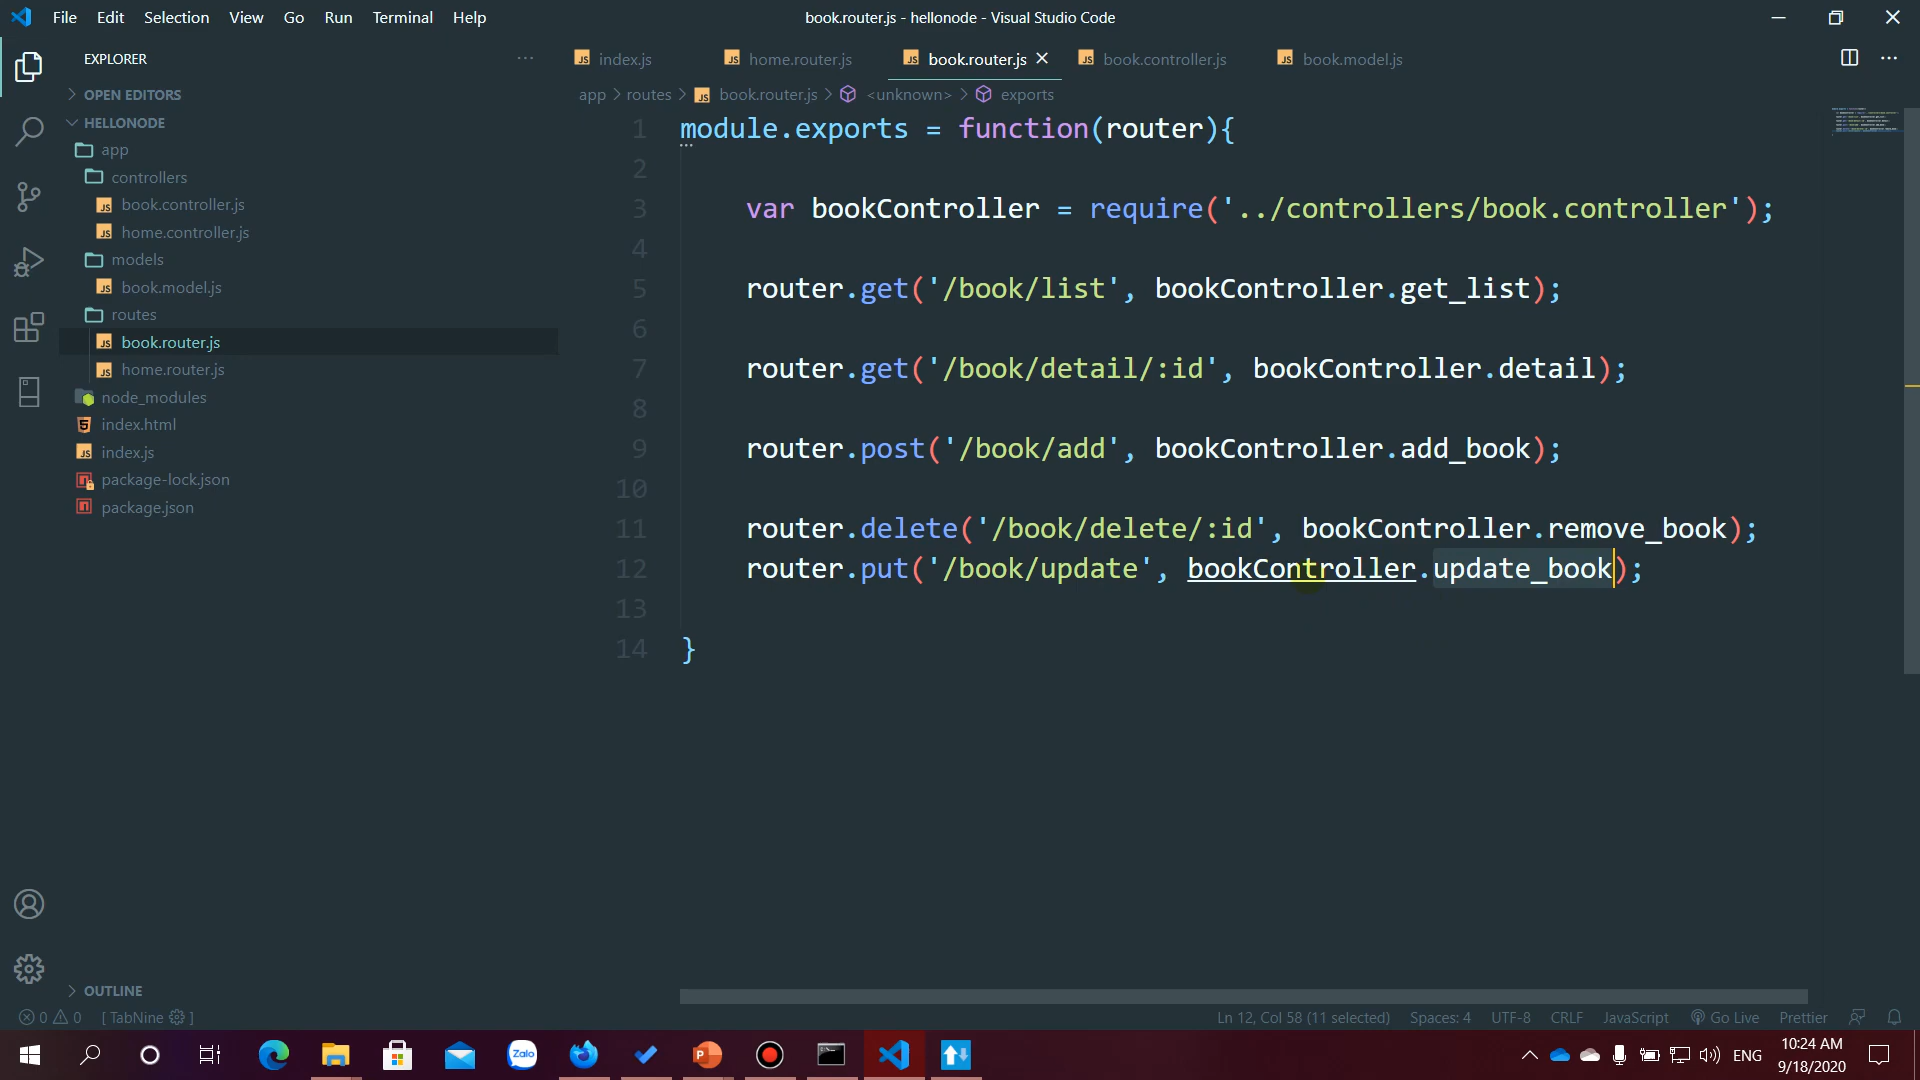 File Edit Selection View Go Run Terminal Help
book.router.js - hellonode - Visual Studio Code
EXPLORER
OPEN EDITORS
HELLONODE
app
controllers
book.controller.js
home.controller.js
models
book.model.js
routes
book.router.js
home.router.js
node_modules
index.html
index.js
package-lock.json
package.json
OUTLINE
index.js home.router.js book.router.js book.controller.js book.model.js
app > routes > book.router.js > <unknown> > exports
1 module.exports = function(router){
2
3 var bookController = require('../controllers/book.controller');
4
5 router.get('/book/list', bookController.get_list);
6
7 router.get('/book/detail/:id', bookController.detail);
8
9 router.post('/book/add', bookController.add_book);
10
11 router.delete('/book/delete/:id', bookController.remove_book);
12 router.put('/book/update', bookController.update_book);
13
14 }
0 0 [ TabNine ]
Ln 12, Col 58 (11 selected) Spaces: 4 UTF-8 CRLF JavaScript Go Live Prettier
Zalo
ENG
10:24 AM
9/18/2020